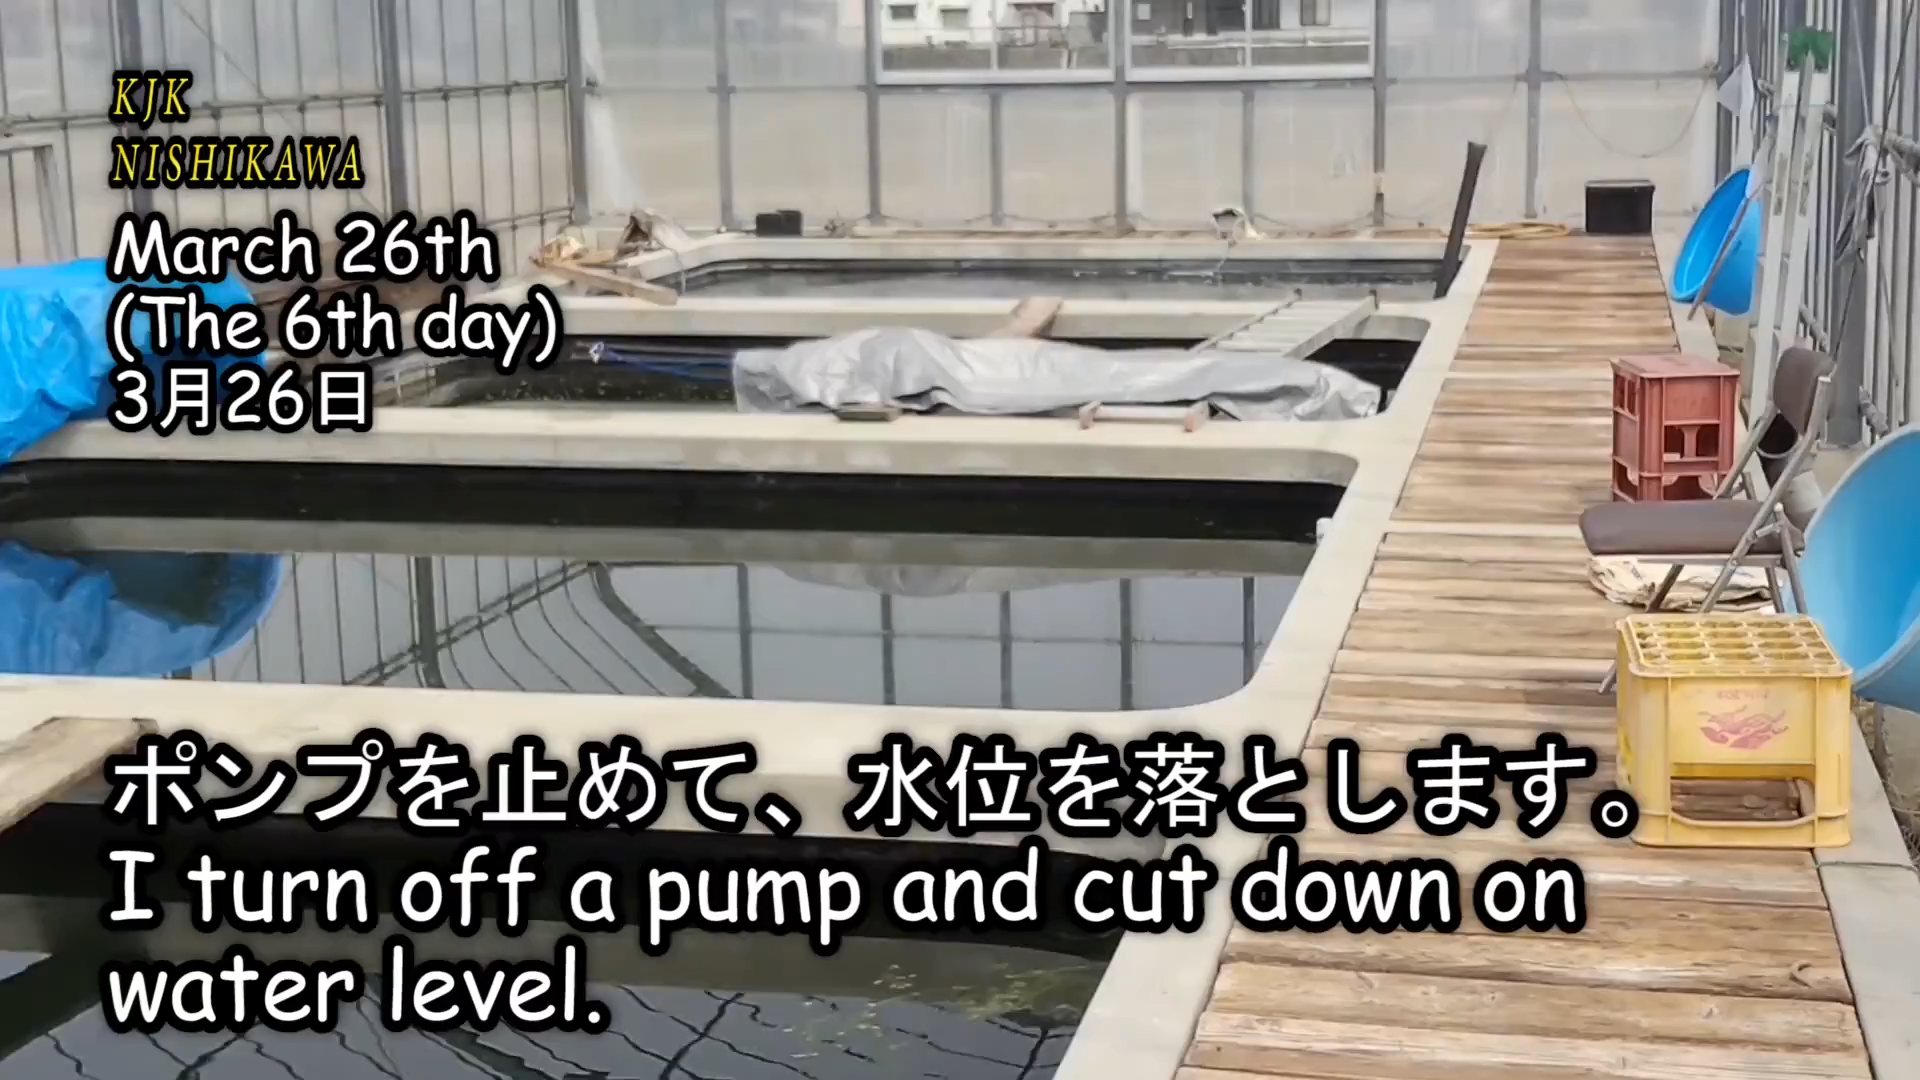 KJK
NISHIKAWA
March 26th
(The 6th day)
3月26日
ポンプを止めて、水位を落とします。
I turn off a pump and cut down on
water level.